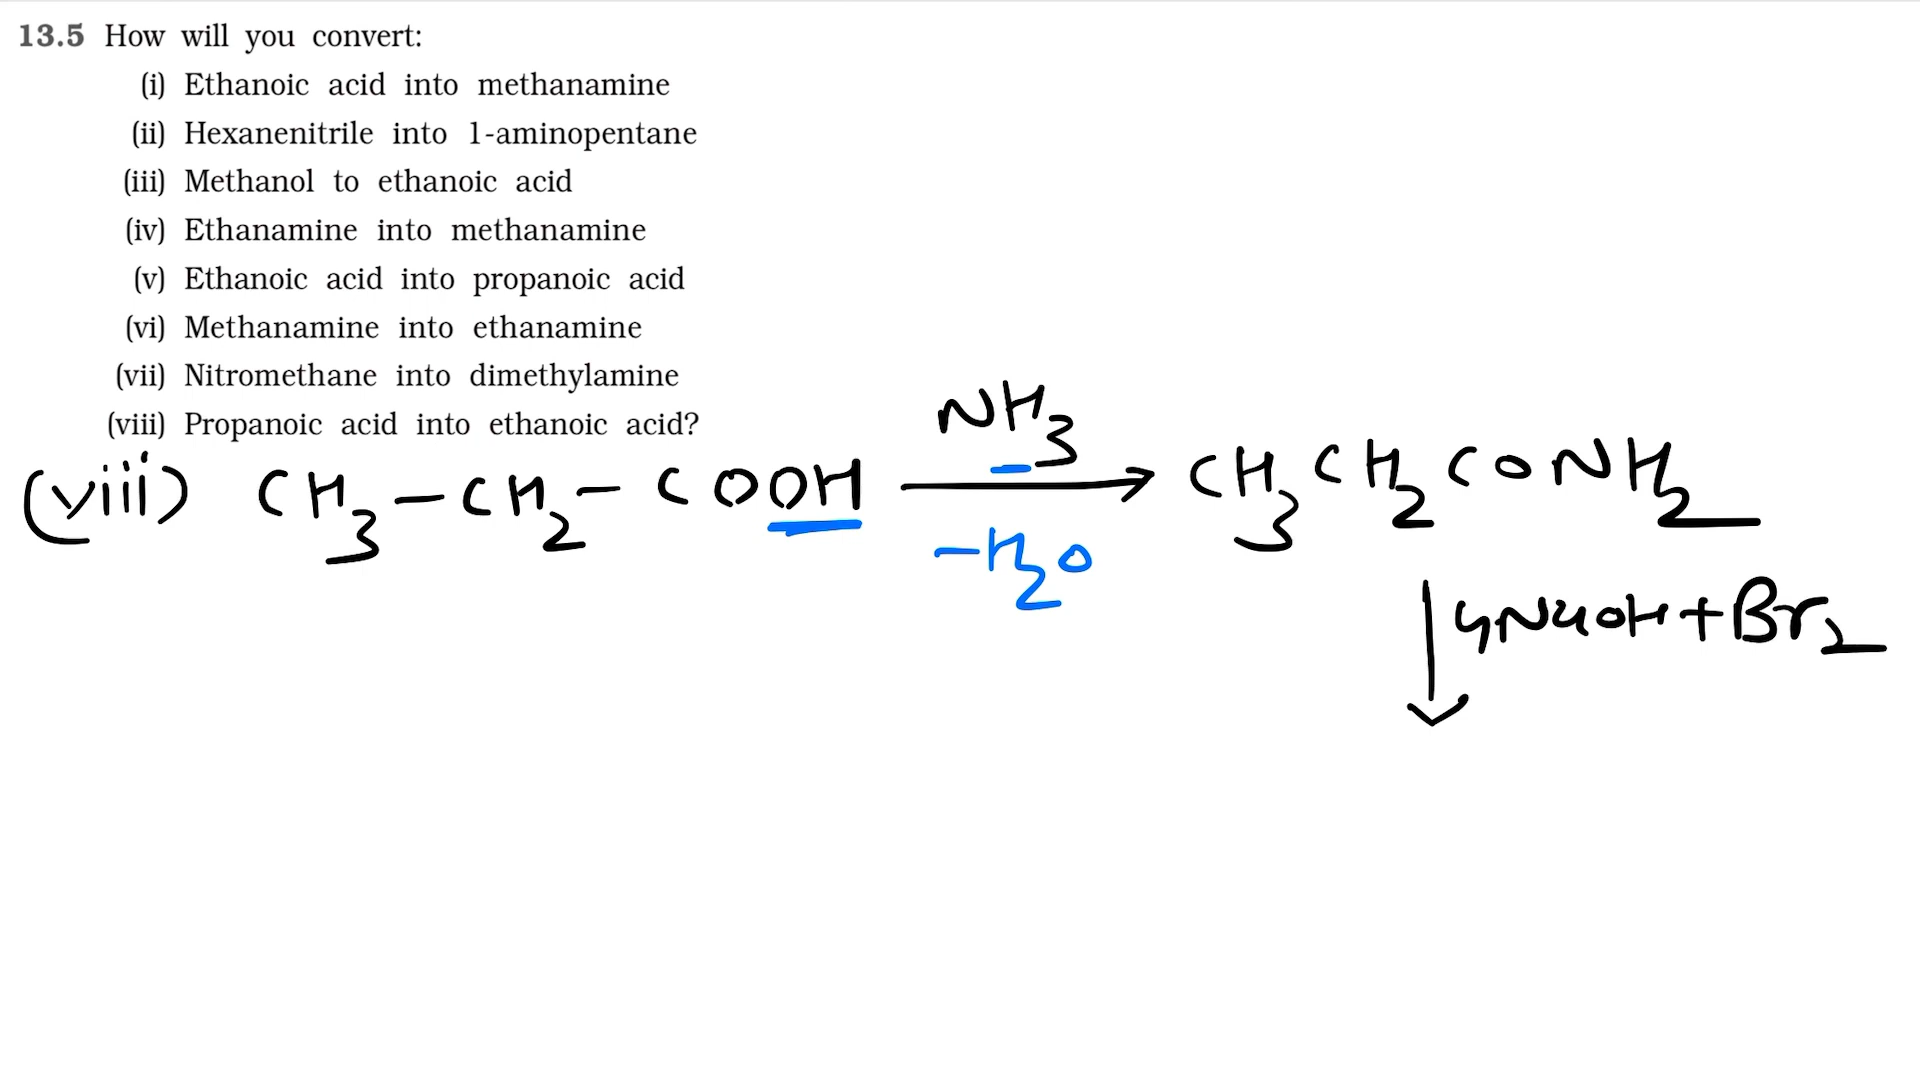 13.5 How will you convert:
(i) Ethanoic acid into methanamine
(ii) Hexanenitrile into 1-aminopentane
(iii) Methanol to ethanoic acid
(iv) Ethanamine into methanamine
(v) Ethanoic acid into propanoic acid
(vi) Methanamine into ethanamine
(vii) Nitromethane into dimethylamine
(viii) Propanoic acid into ethanoic acid?
NH3
(viii) CH3-CH2-COOH → CH3CH2CONH2
-H2O
↓ 4NaOH+Br2